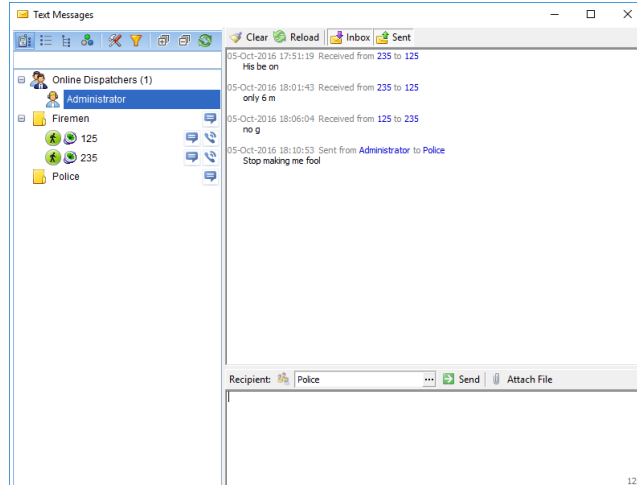 Text Messages
Clear Reload Inbox Sent
Online Dispatchers (1)
Administrator
Firemen
125
235
Police
05-Oct-2016 17:51:19 Received from 235 to 125
His be on
05-Oct-2016 18:01:43 Received from 235 to 125
only 6 m
05-Oct-2016 18:06:04 Received from 125 to 235
no g
05-Oct-2016 18:10:53 Sent from Administrator to Police
Stop making me fool
Recipient: Police ... Send Attach File